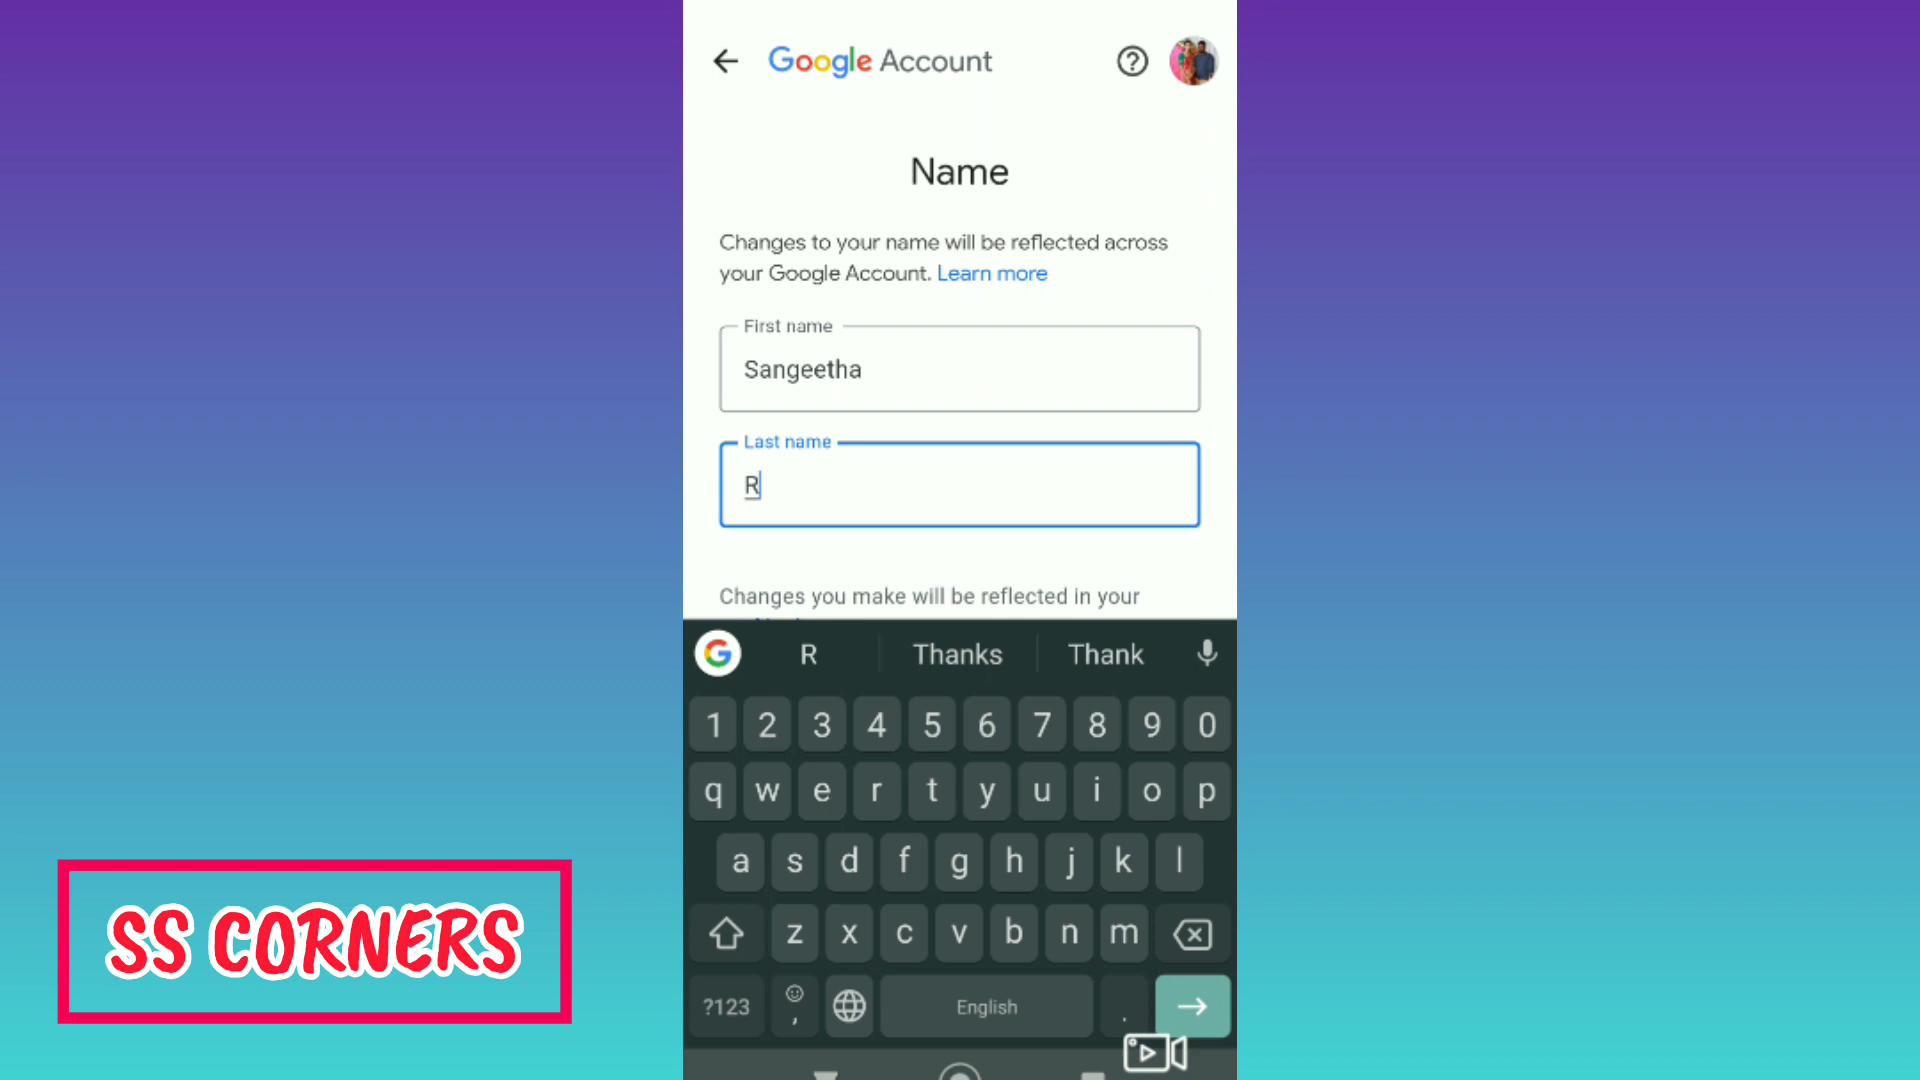 Google Account
Name
Changes to your name will be reflected across
your Google Account. Learn more
First name
Sangeetha
Last name
R
Changes you make will be reflected in your
R Thanks Thank
1 2 3 4 5 6 7 8 9 0
q w e r t y u i o p
a s d f g h j k l
z x c v b n m
?123 , English .
SS CORNERS